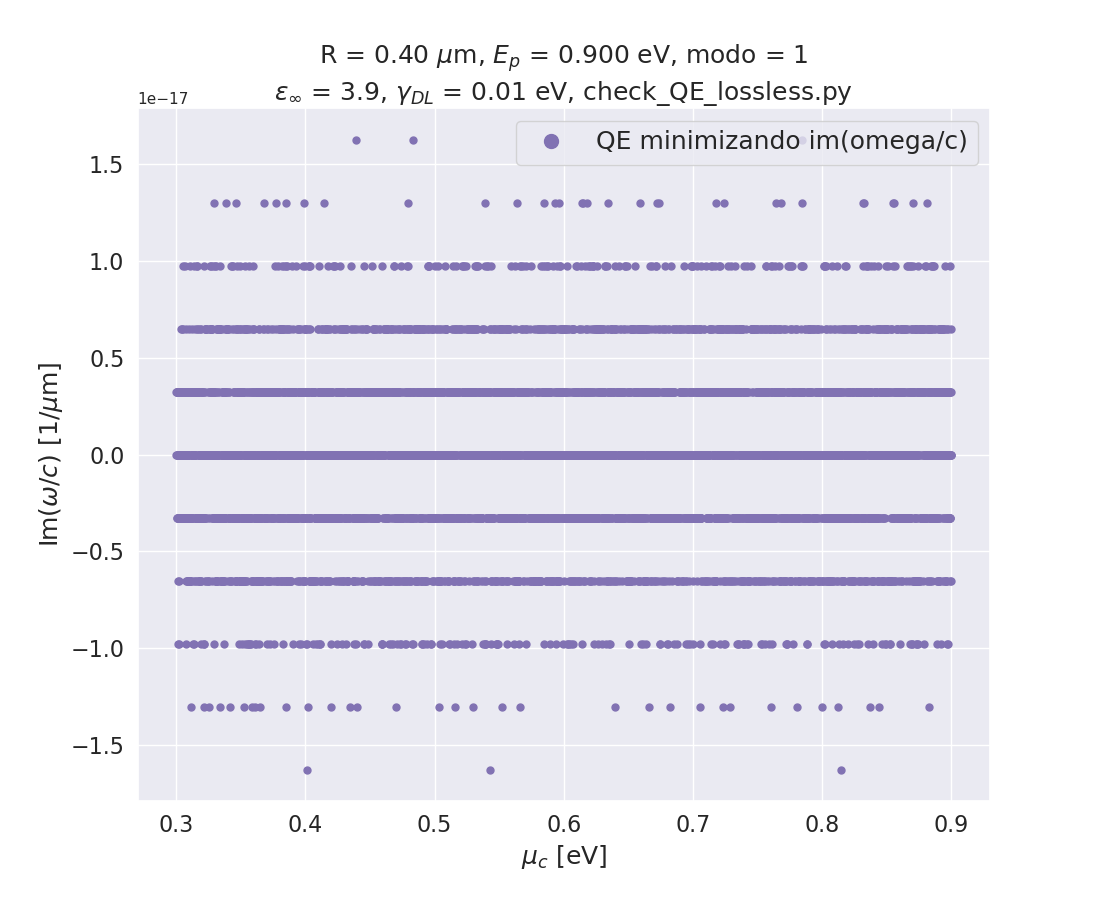 R = 0.40 μm, E_p = 0.900 eV, modo = 1
ε_∞ = 3.9, γ_DL = 0.01 eV, check_QE_lossless.py
1e−17
QE minimizando im(omega/c)
1.5
1.0
0.5
0.0
−0.5
−1.0
−1.5
Im(ω/c) [1/μm]
0.3 0.4 0.5 0.6 0.7 0.8 0.9
μ_c [eV]